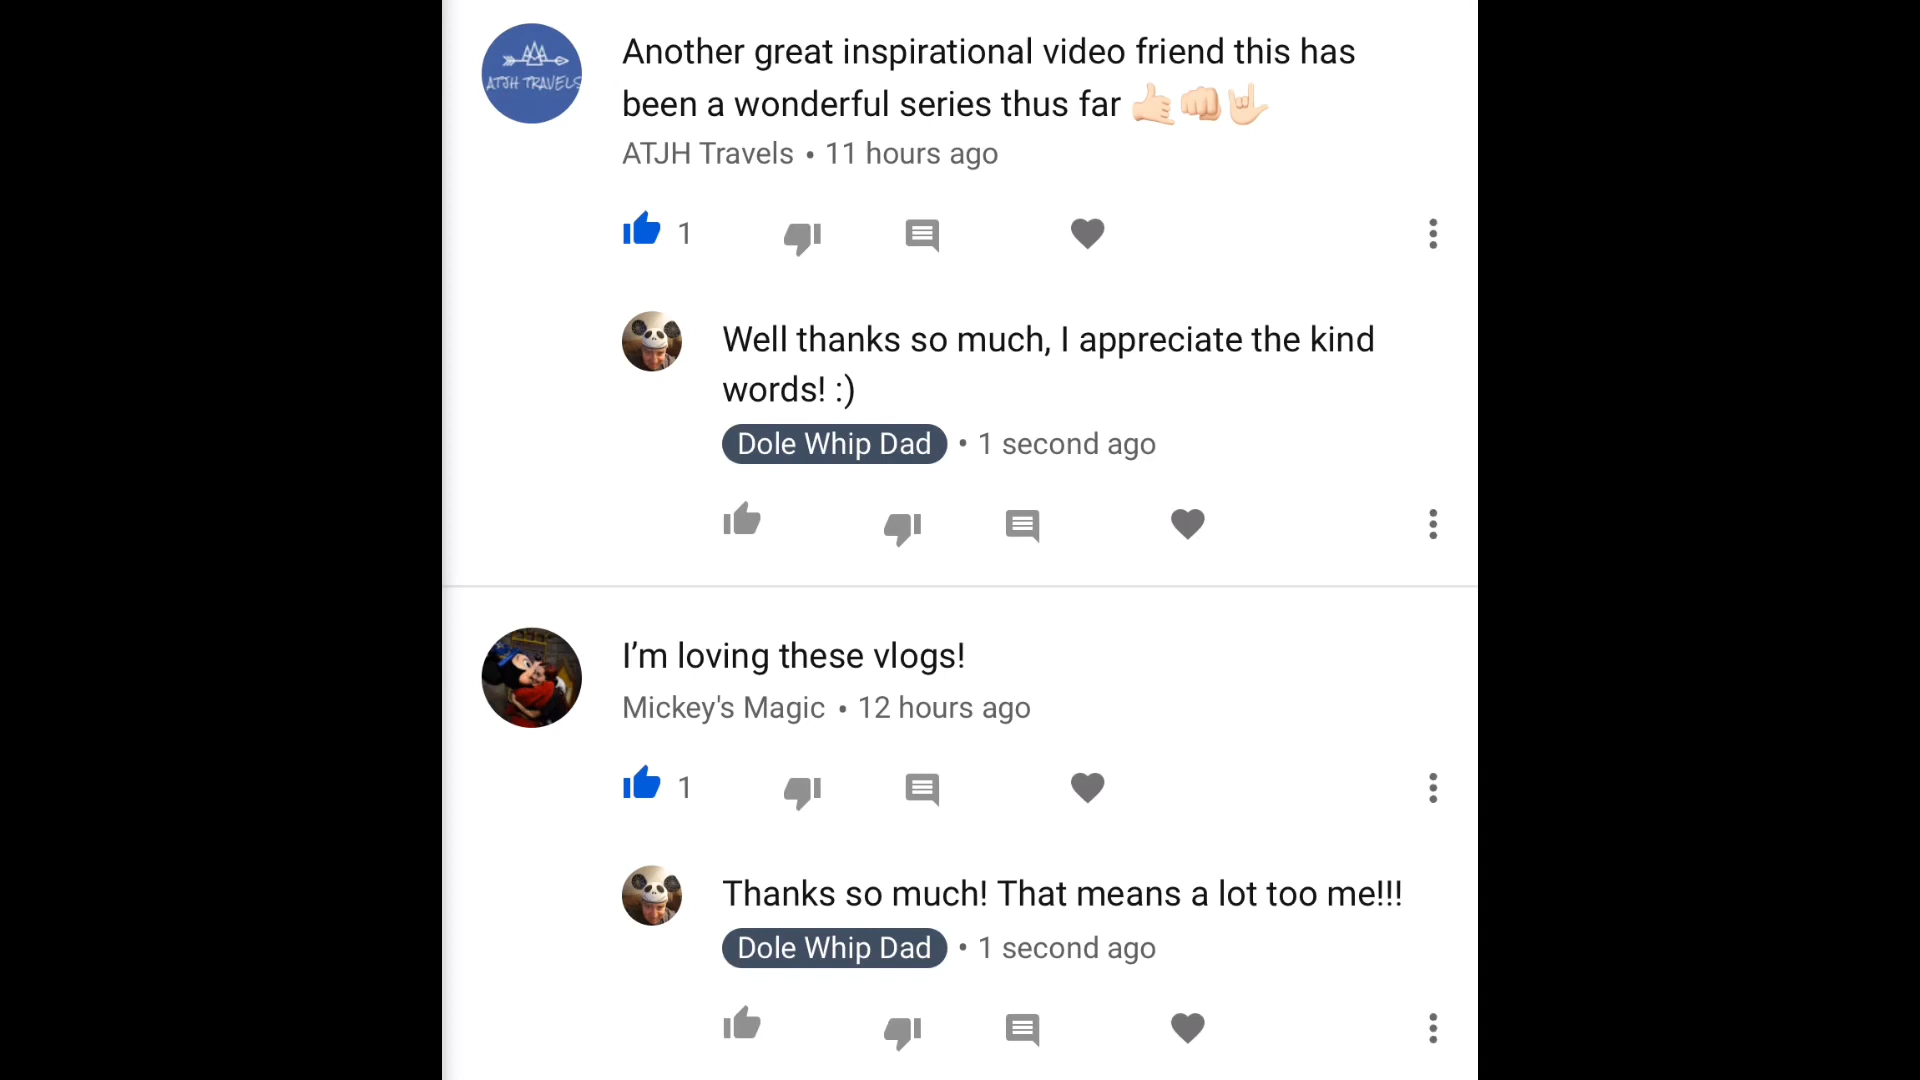 ATJH TRAVELS
Another great inspirational video friend this has
been a wonderful series thus far 🤙🏻👊🏻🤟🏻
ATJH Travels • 11 hours ago
1
Well thanks so much, I appreciate the kind
words! :)
Dole Whip Dad • 1 second ago
I’m loving these vlogs!
Mickey's Magic • 12 hours ago
1
Thanks so much! That means a lot too me!!!
Dole Whip Dad • 1 second ago